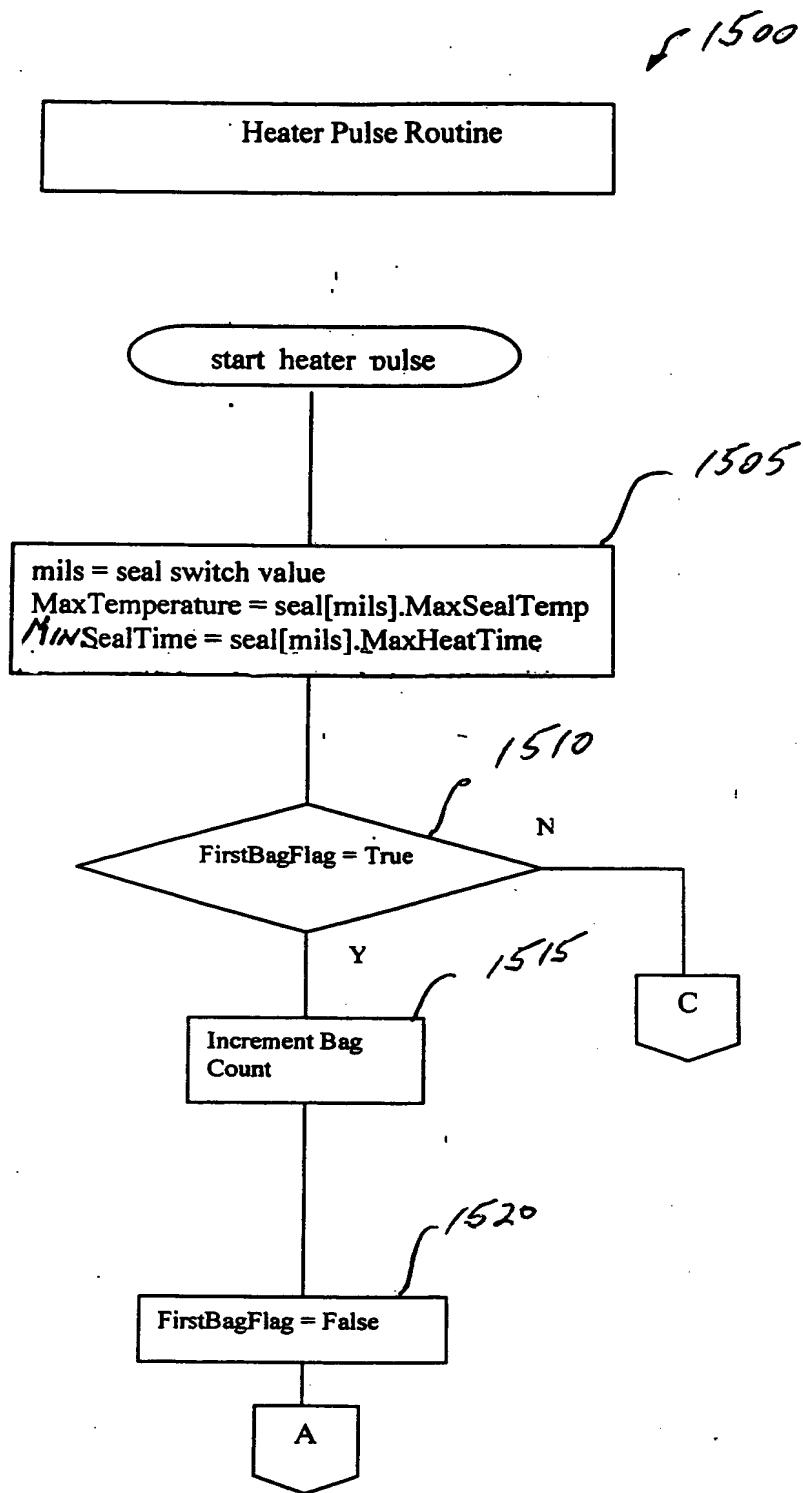 1500
Heater Pulse Routine
start heater pulse
1505
mils = seal switch value
MaxTemperature = seal[mils].MaxSealTemp
MINSealTime = seal[mils].MaxHeatTime
1510
FirstBagFlag = True
N
Y
1515
C
Increment Bag
Count
1520
FirstBagFlag = False
A